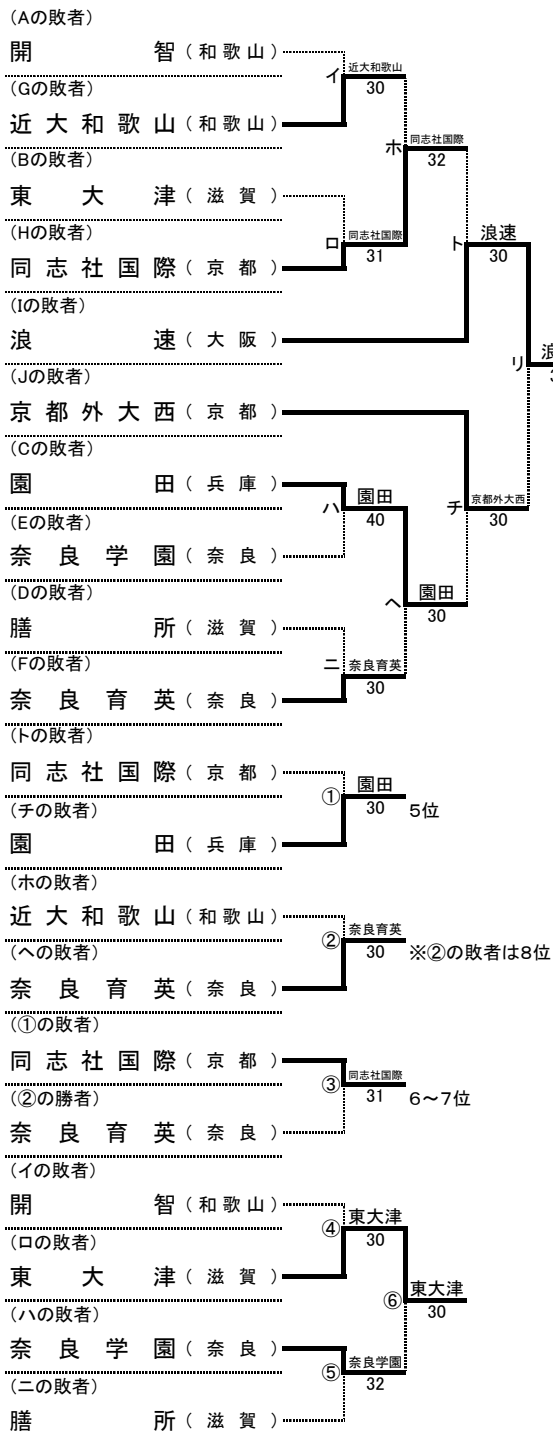 (Aの敗者)
開 智 (和歌山)
イ 近大和歌山
30
(Gの敗者)
近大和歌山 (和歌山)
(Bの敗者)
ホ 同志社国際
32
東大津 (滋賀)
(Hの敗者)
ロ 同志社国際
31
ト 浪速
30
同志社国際 (京都)
(Iの敗者)
浪 速 (大阪)
リ
(Jの敗者)
京都外大西 (京都)
(Cの敗者)
園 田 (兵庫)
ハ 園田
40
チ 京都外大西
30
(Eの敗者)
奈良学園 (奈良)
(Dの敗者)
ヘ 園田
30
膳 所 (滋賀)
(Fの敗者)
ニ 奈良育英
30
奈良育英 (奈良)
(トの敗者)
同志社国際 (京都)
① 園田
30 5位
(チの敗者)
園 田 (兵庫)
(ホの敗者)
近大和歌山 (和歌山)
② 奈良育英
30 ※②の敗者は8位
(ヘの敗者)
奈良育英 (奈良)
(①の敗者)
同志社国際 (京都)
③ 同志社国際
31 6～7位
(②の勝者)
奈良育英 (奈良)
(イの敗者)
開 智 (和歌山)
④ 東大津
30
(ロの敗者)
東大津 (滋賀)
⑥ 東大津
30
(ハの敗者)
奈良学園 (奈良)
⑤ 奈良学園
32
(ニの敗者)
膳 所 (滋賀)